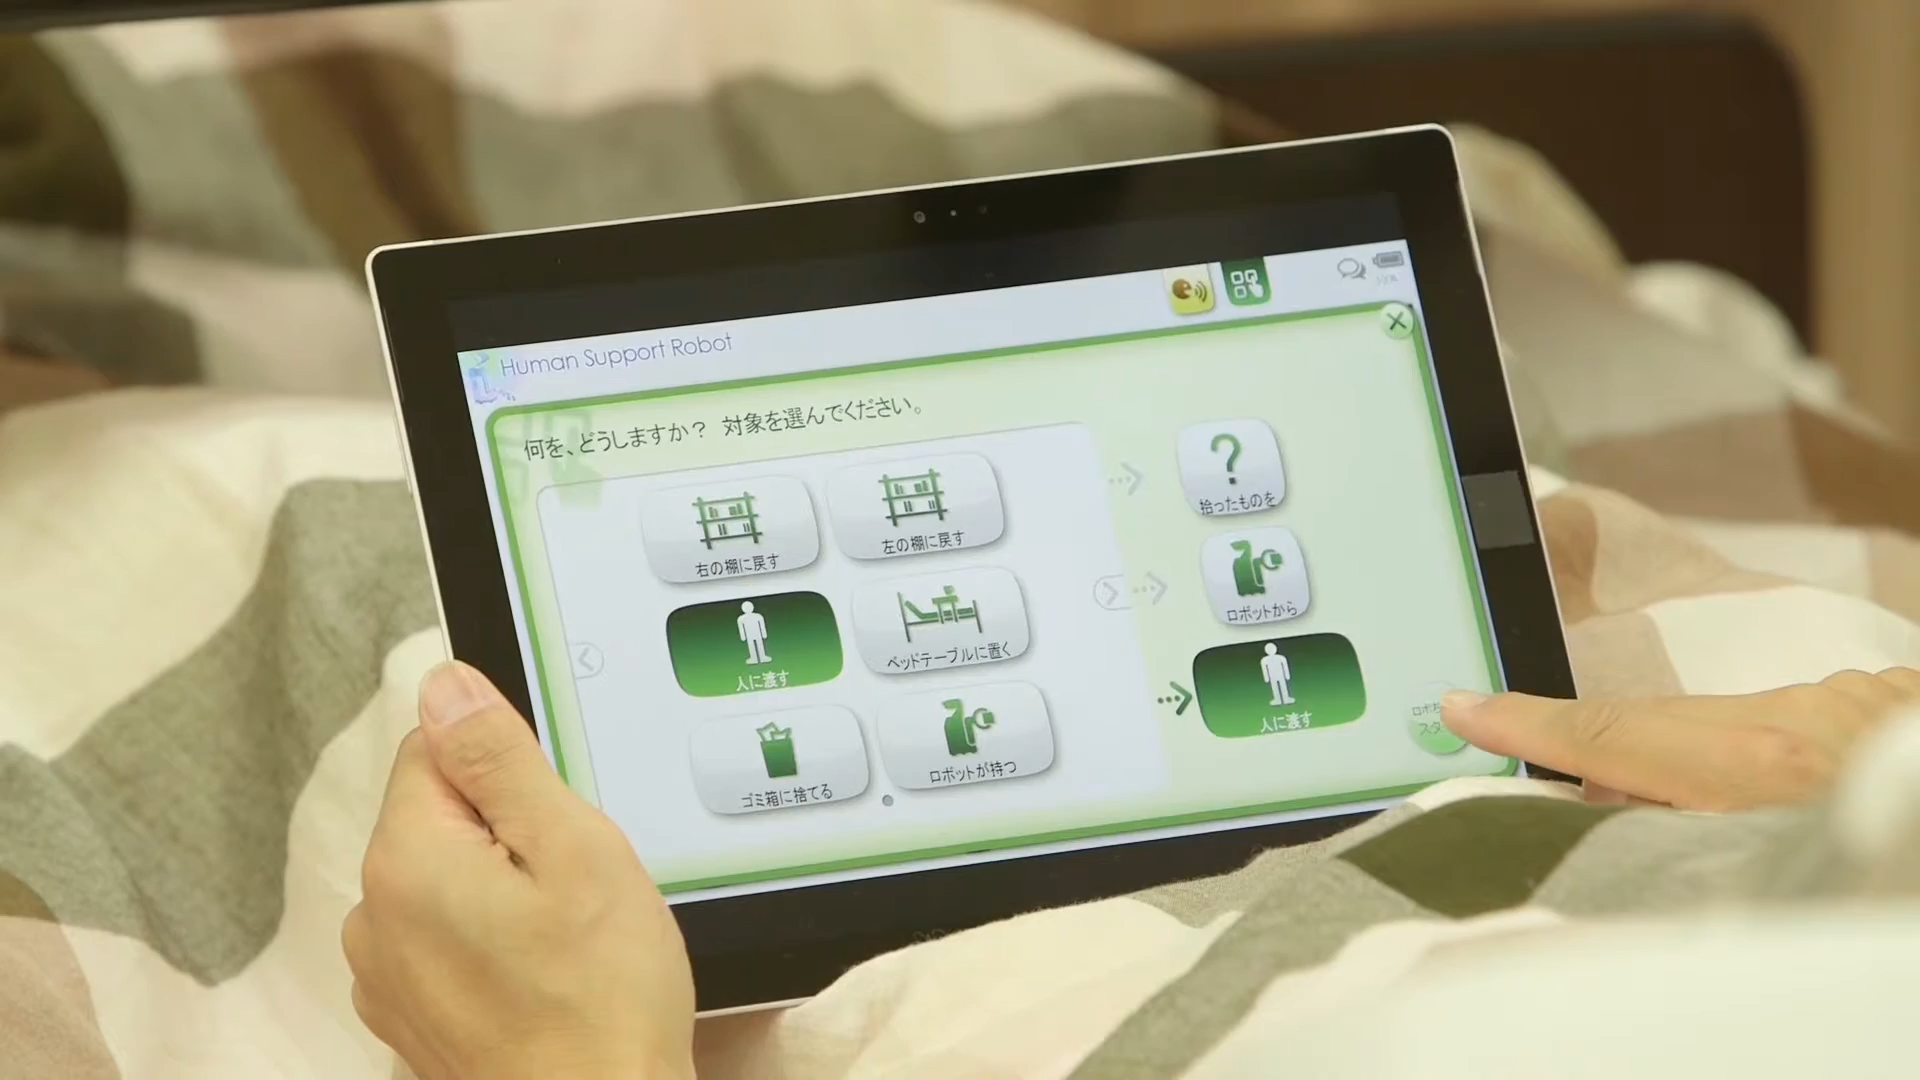 Human Support Robot
何を、どうしますか? 対象を選んでください。
右の棚に戻す
左の棚に戻す
人に渡す
ベッドテーブルに置く
ゴミ箱に捨てる
ロボットが持つ
拾ったものを
ロボットから
人に渡す
ロボ
スタ